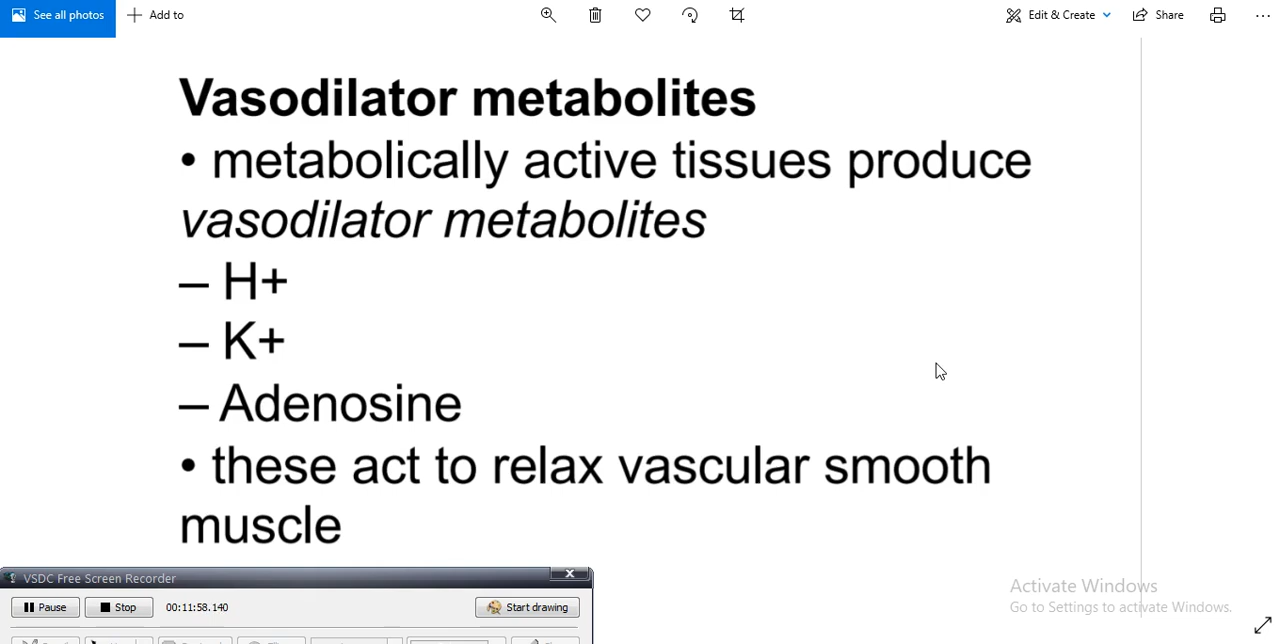 See all photos
Add to
Edit & Create
Share
Vasodilator metabolites
• metabolically active tissues produce
vasodilator metabolites
– H+
– K+
– Adenosine
• these act to relax vascular smooth
muscle
Activate Windows
Go to Settings to activate Windows.
VSDC Free Screen Recorder
X
Pause
Stop
00:11:58.140
Start drawing